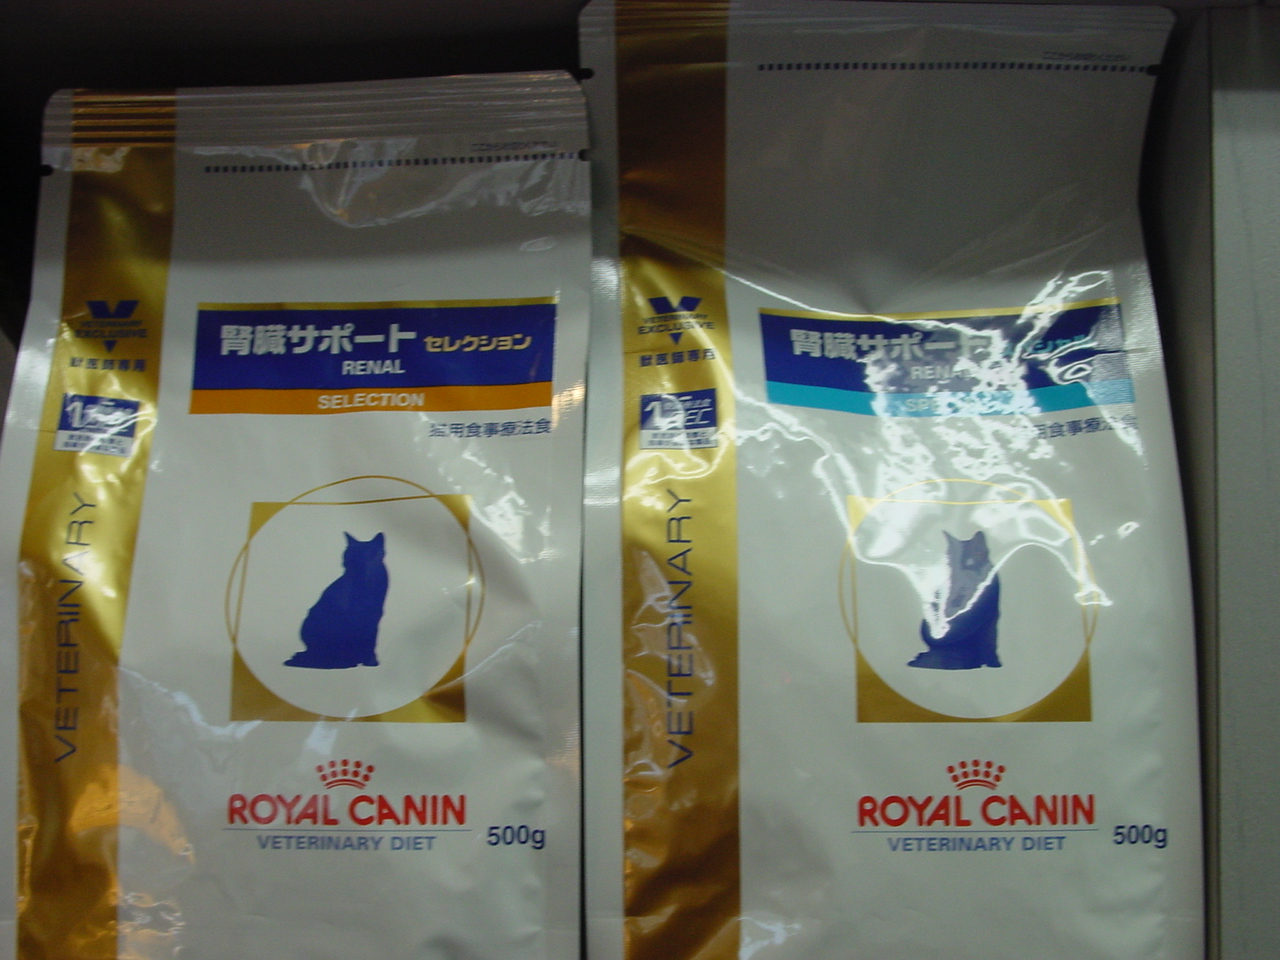 VETERINARY
EXCLUSIVE
獣医師専用
腎臓サポート セレクション
RENAL
SELECTION
猫用食事療法食
VETERINARY
ROYAL CANIN
VETERINARY DIET
500g
VETERINARY
EXCLUSIVE
獣医師専用
腎臓サポート
用食事療法食
VETERINARY
ROYAL CANIN
VETERINARY DIET
500g